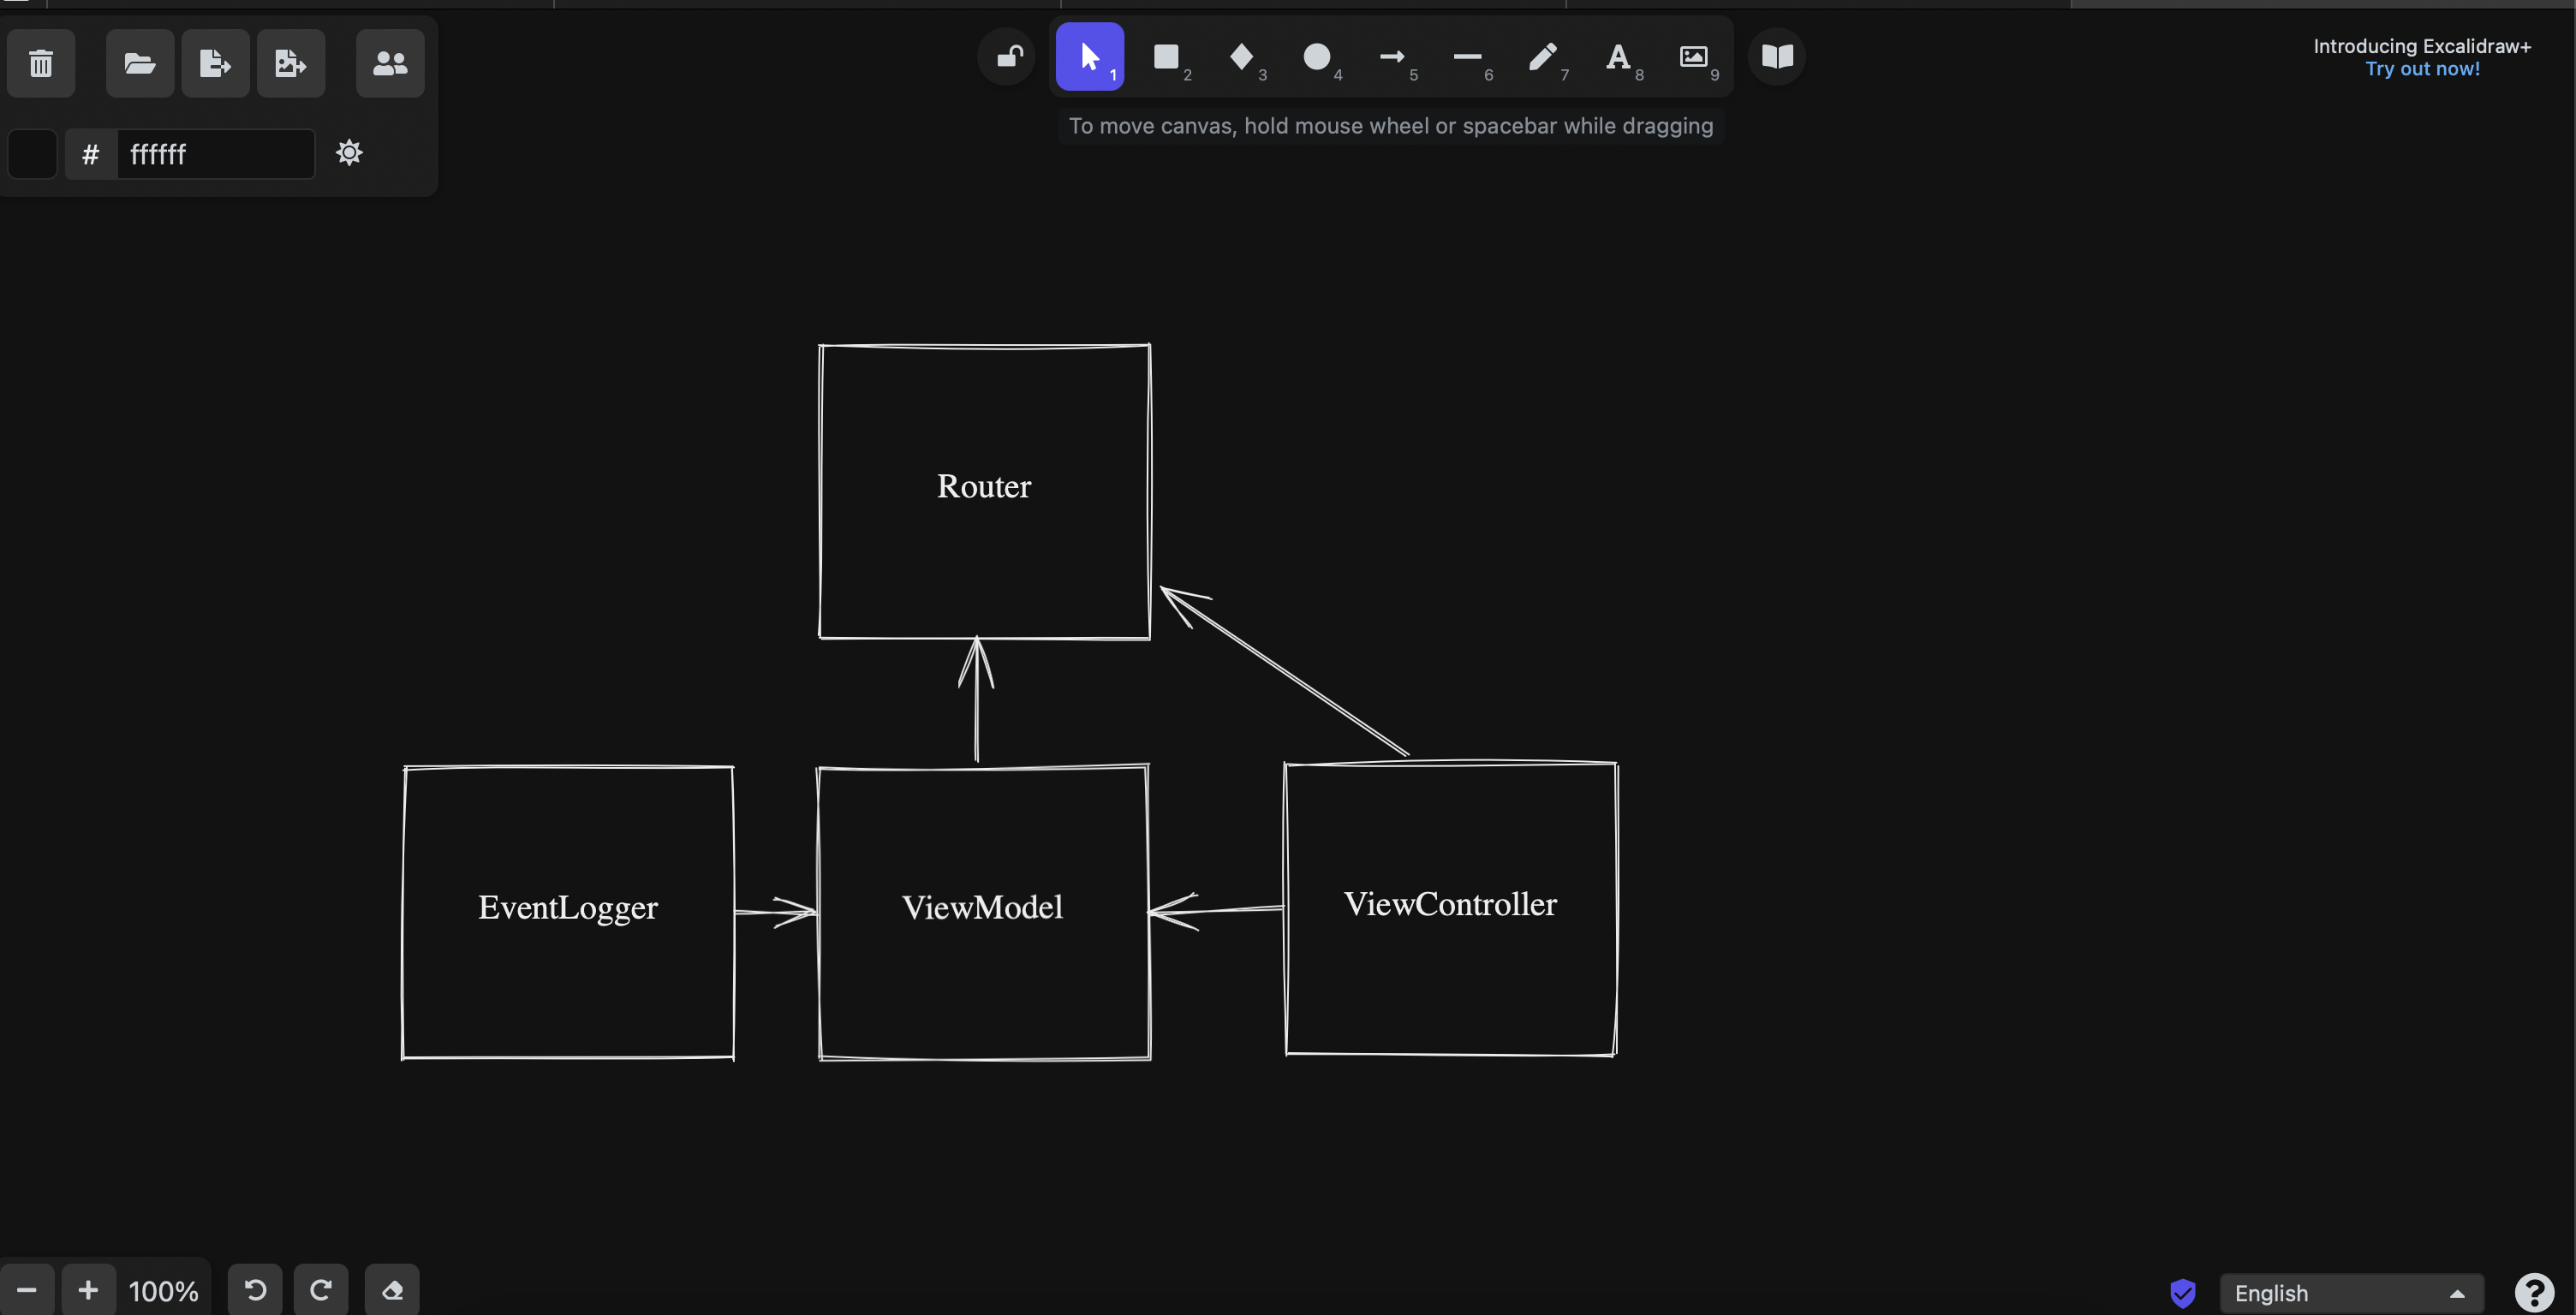 # ffffff
1
2
3
4
5
6
7
A 8
9
Introducing Excalidraw+
Try out now!
To move canvas, hold mouse wheel or spacebar while dragging
Router
EventLogger
ViewModel
ViewController
100%
English
?